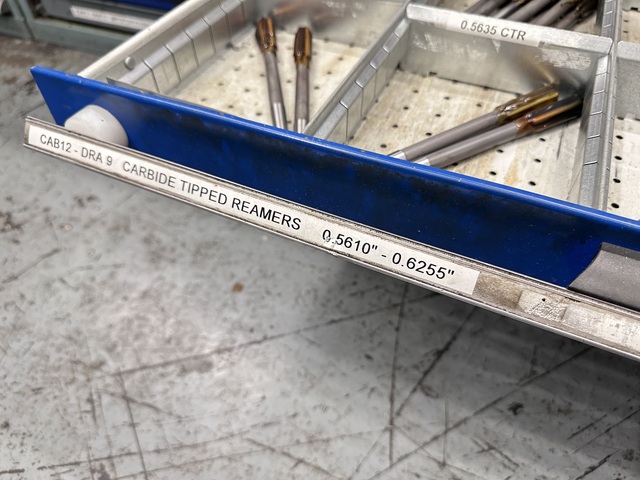 0.5635 CTR
CAB12 - DRA 9 CARBIDE TIPPED REAMERS 0.5610" - 0.6255"